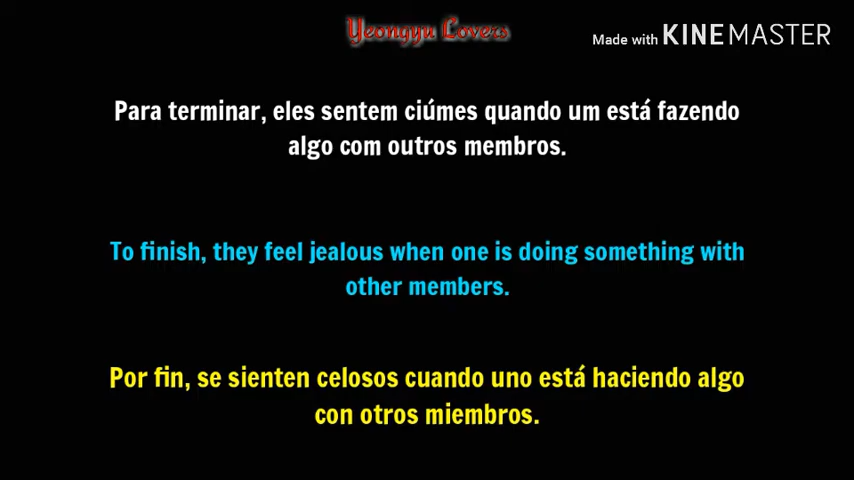 Yeongyu Lovers
Made with KINEMASTER
Para terminar, eles sentem ciúmes quando um está fazendo
algo com outros membros.
To finish, they feel jealous when one is doing something with
other members.
Por fin, se sienten celosos cuando uno está haciendo algo
con otros miembros.